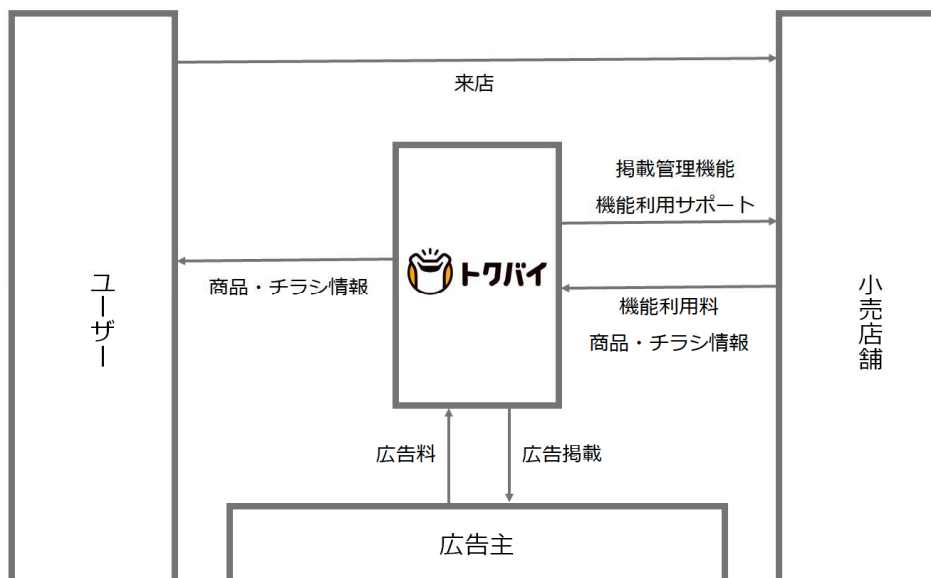 来店
掲載管理機能
機能利用サポート
トクバイ
商品・チラシ情報
機能利用料
商品・チラシ情報
ユーザー
小売店舗
広告料
広告掲載
広告主